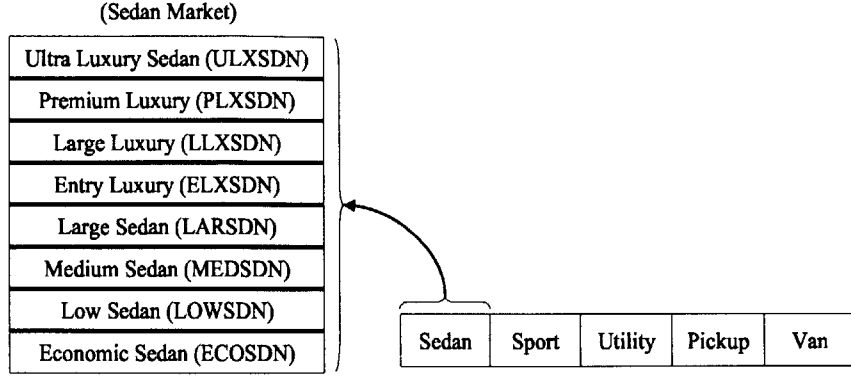 (Sedan Market)
Ultra Luxury Sedan (ULXSDN)
Premium Luxury (PLXSDN)
Large Luxury (LLXSDN)
Entry Luxury (ELXSDN)
Large Sedan (LARSDN)
Medium Sedan (MEDSDN)
Low Sedan (LOWSDN)
Economic Sedan (ECOSDN)
Sedan Sport Utility Pickup Van